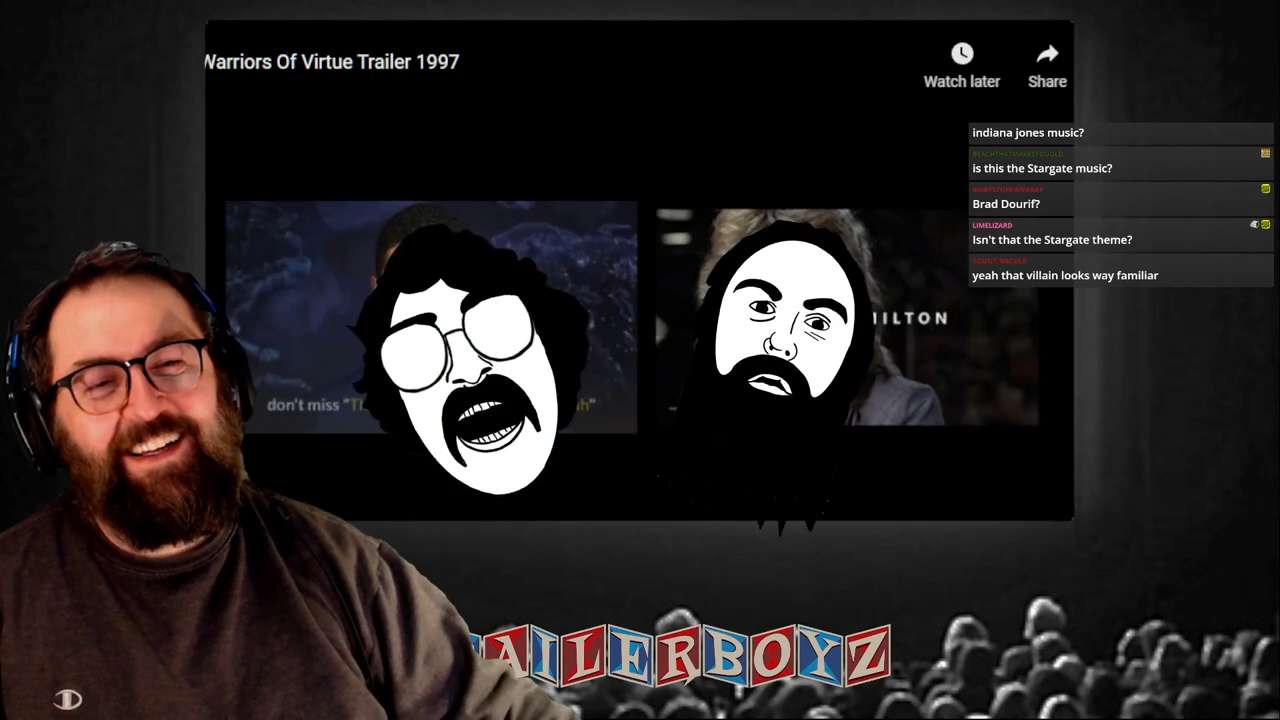 Warriors Of Virtue Trailer 1997
Watch later
Share
indiana jones music?
is this the Stargate music?
Brad Dourif?
LIMELIZARD
Isn't that the Stargate theme?
COUNT_NACULA
yeah that villain looks way familiar
don't miss
AILERBOYZ